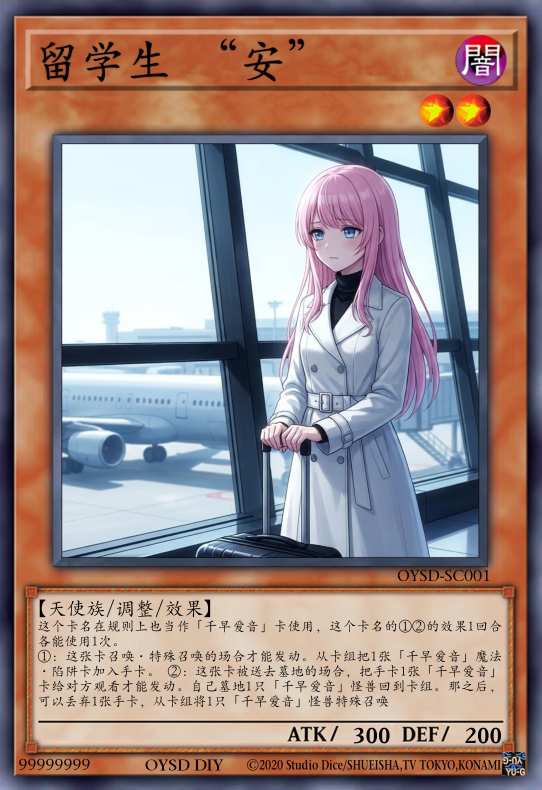 留学生 “安”
闇
OYSD-SC001
【天使族/调整/效果】
这个卡名在规则上也当作「千早爱音」卡使用，这个卡名的①②的效果1回合
各能使用1次。
①：这张卡召唤·特殊召唤的场合才能发动。从卡组把1张「千早爱音」魔法
·陷阱卡加入手卡。 ②：这张卡被送去墓地的场合，把手卡1张「千早爱音」
卡给对方观看才能发动。自己墓地1只「千早爱音」怪兽回到卡组。那之后，
可以丢弃1张手卡，从卡组将1只「千早爱音」怪兽特殊召唤
ATK/ 300 DEF/ 200
99999999 OYSD DIY ©2020 Studio Dice/SHUEISHA,TV TOKYO,KONAMI